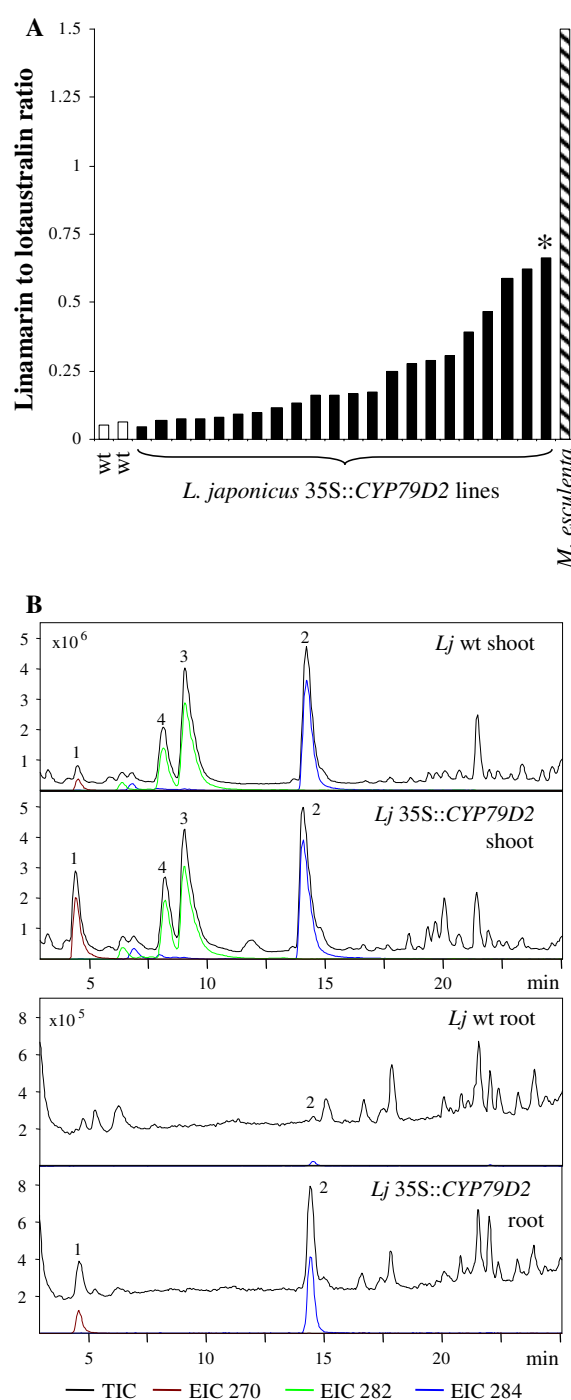 A
Linamarin to lotaustralin ratio
1.5
1.25
1
0.75
0.5
0.25
0
*
wt
wt
L. japonicus 35S::CYP79D2 lines
M. esculenta
B
x10^6
5
4
3
2
1
Lj wt shoot
1
4
3
2
5
4
3
2
1
Lj 35S::CYP79D2
shoot
1
4
3
2
5 10 15 20 min
x10^5
8
6
4
2
Lj wt root
2
8
6
4
2
Lj 35S::CYP79D2
root
1
2
5 10 15 20 min
TIC EIC 270 EIC 282 EIC 284